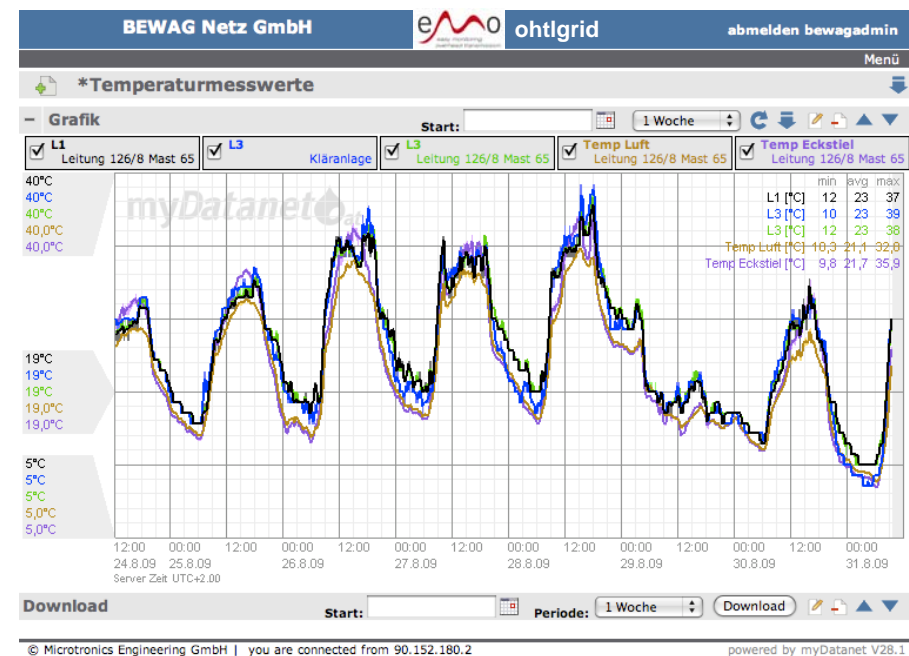 BEWAG Netz GmbH
emo
easy monitoring
overhead transmission
ohtlgrid
abmelden bewagadmin
Menü
*Temperaturmesswerte
− Grafik
Start:
1 Woche
L1
Leitung 126/8 Mast 65
L3
Kläranlage
L3
Leitung 126/8 Mast 65
Temp Luft
Leitung 126/8 Mast 65
Temp Eckstiel
Leitung 126/8 Mast 65
40°C
40°C
40°C
40,0°C
40,0°C
myDatanet.at
min avg max
L1 [°C] 12 23 37
L3 [°C] 10 23 39
L3 [°C] 12 23 38
Temp Luft [°C] 10,3 21,1 32,8
Temp Eckstiel [°C] 9,8 21,7 35,9
19°C
19°C
19°C
19,0°C
19,0°C
5°C
5°C
5°C
5,0°C
5,0°C
12:00 00:00 12:00 00:00 12:00 00:00 12:00 00:00 12:00 00:00 12:00 00:00 12:00 00:00
24.8.09 25.8.09 26.8.09 27.8.09 28.8.09 29.8.09 30.8.09 31.8.09
Server Zeit UTC+2.00
Download
Start:
Periode:
1 Woche
Download
© Microtronics Engineering GmbH | you are connected from 90.152.180.2
powered by myDatanet V28.1